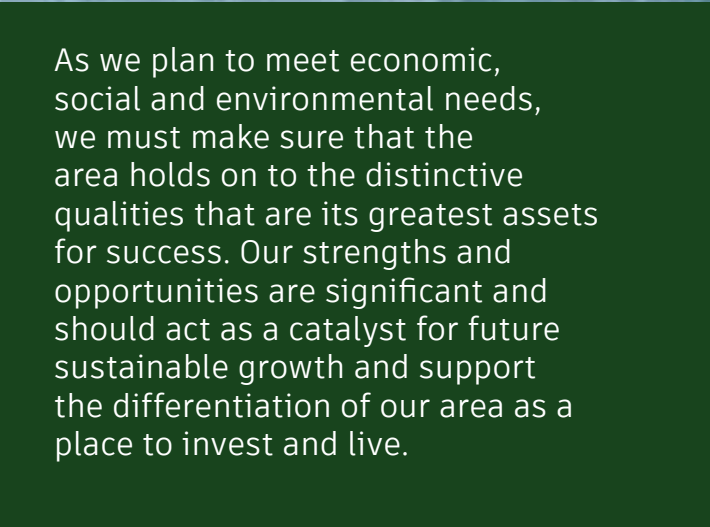 As we plan to meet economic,
social and environmental needs,
we must make sure that the
area holds on to the distinctive
qualities that are its greatest assets
for success. Our strengths and
opportunities are significant and
should act as a catalyst for future
sustainable growth and support
the differentiation of our area as a
place to invest and live.